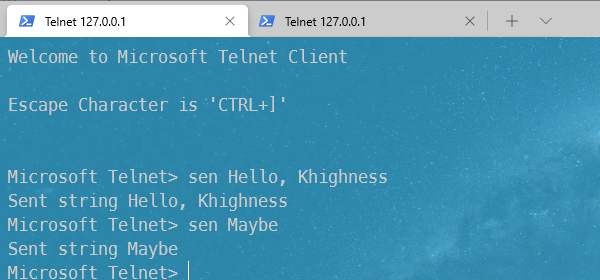 Telnet 127.0.0.1
Telnet 127.0.0.1
Welcome to Microsoft Telnet Client
Escape Character is 'CTRL+]'
Microsoft Telnet> sen Hello, Khighness
Sent string Hello, Khighness
Microsoft Telnet> sen Maybe
Sent string Maybe
Microsoft Telnet>